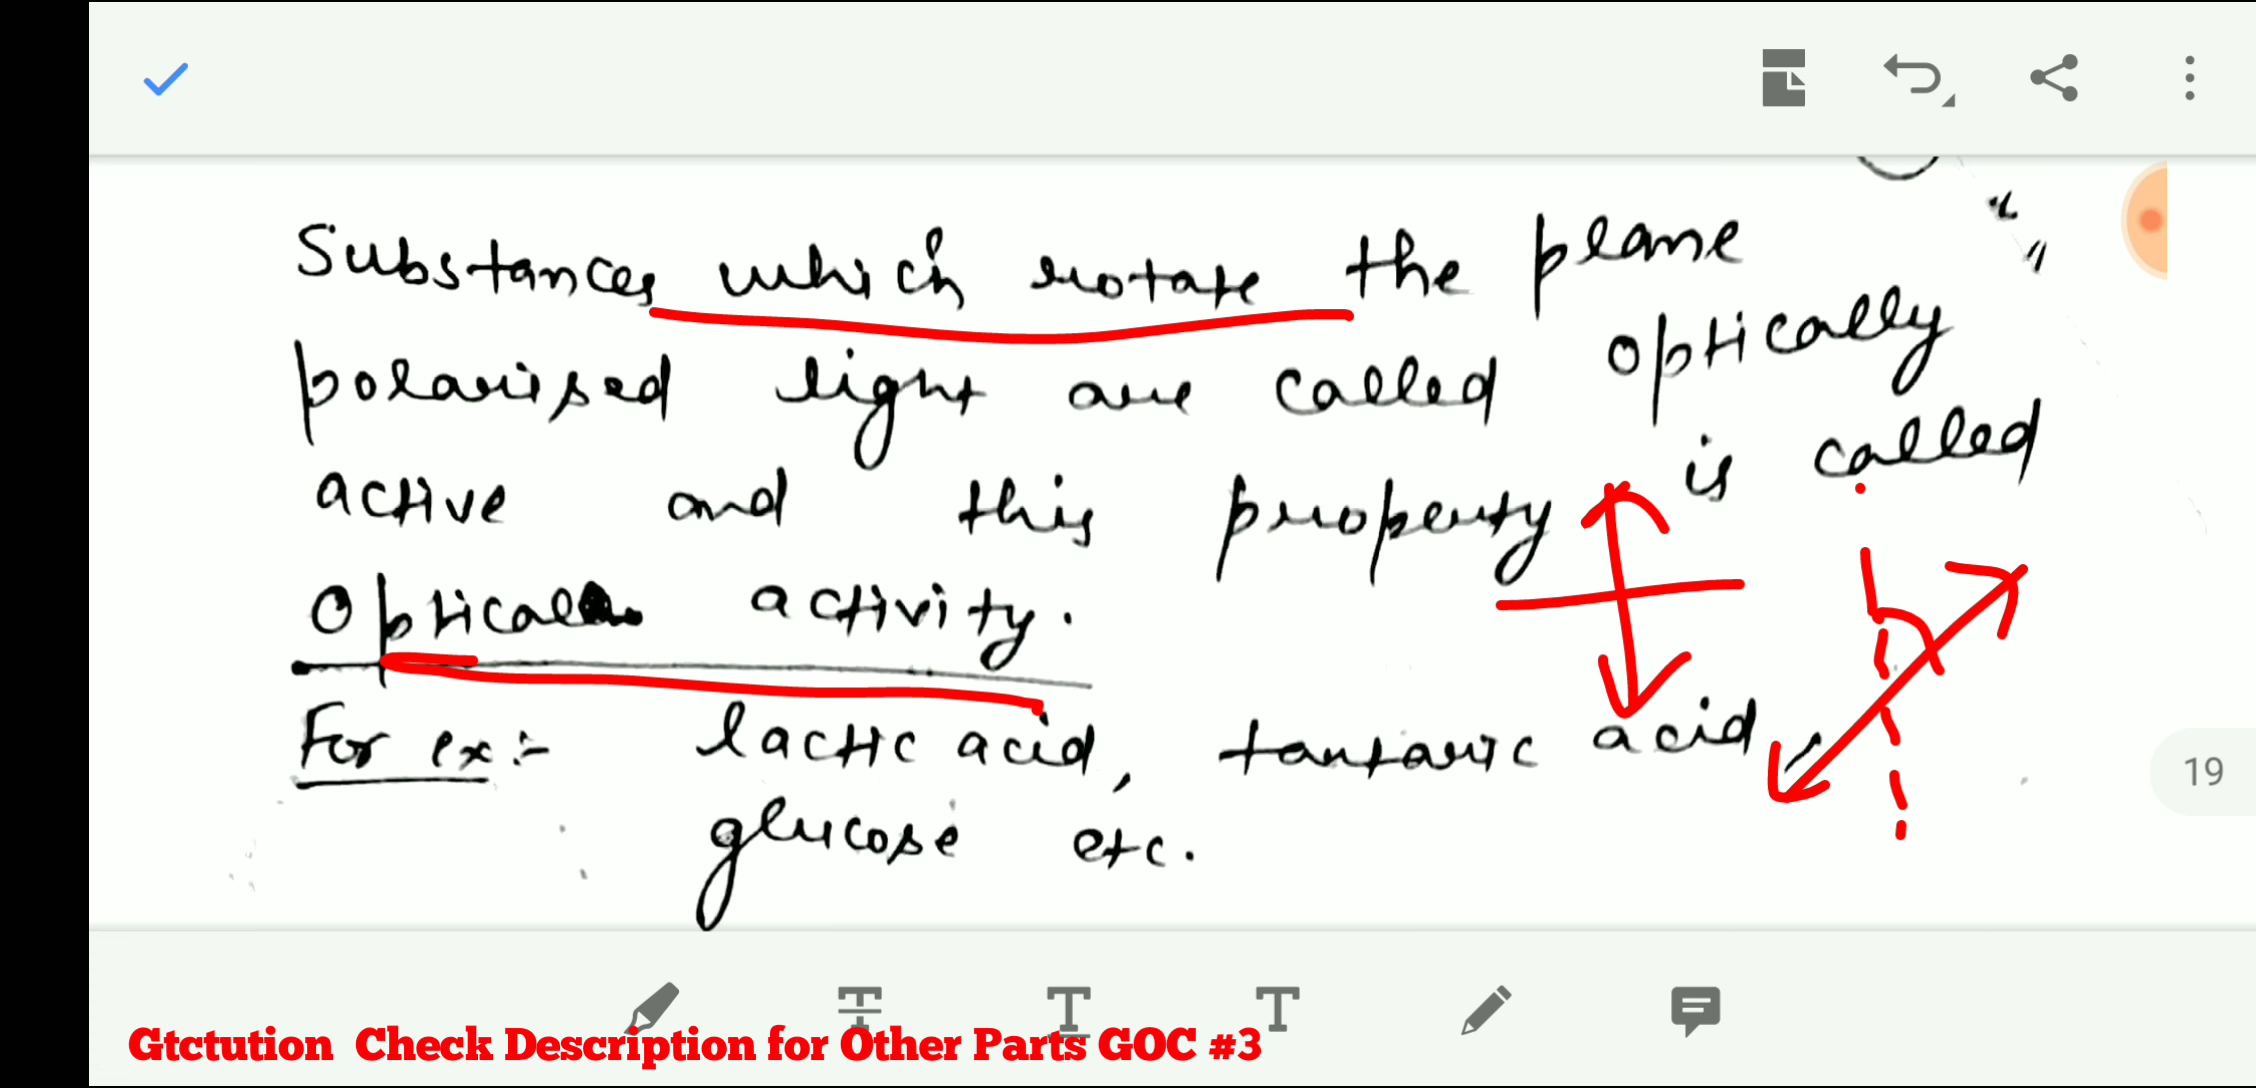 Substances which rotate the plane
polarised light are called optically
active and this property is called
Optical activity.
For ex:- lactic acid, tartaric acid
glucose etc.
19
Gtctution Check Description for Other Parts GOC #3